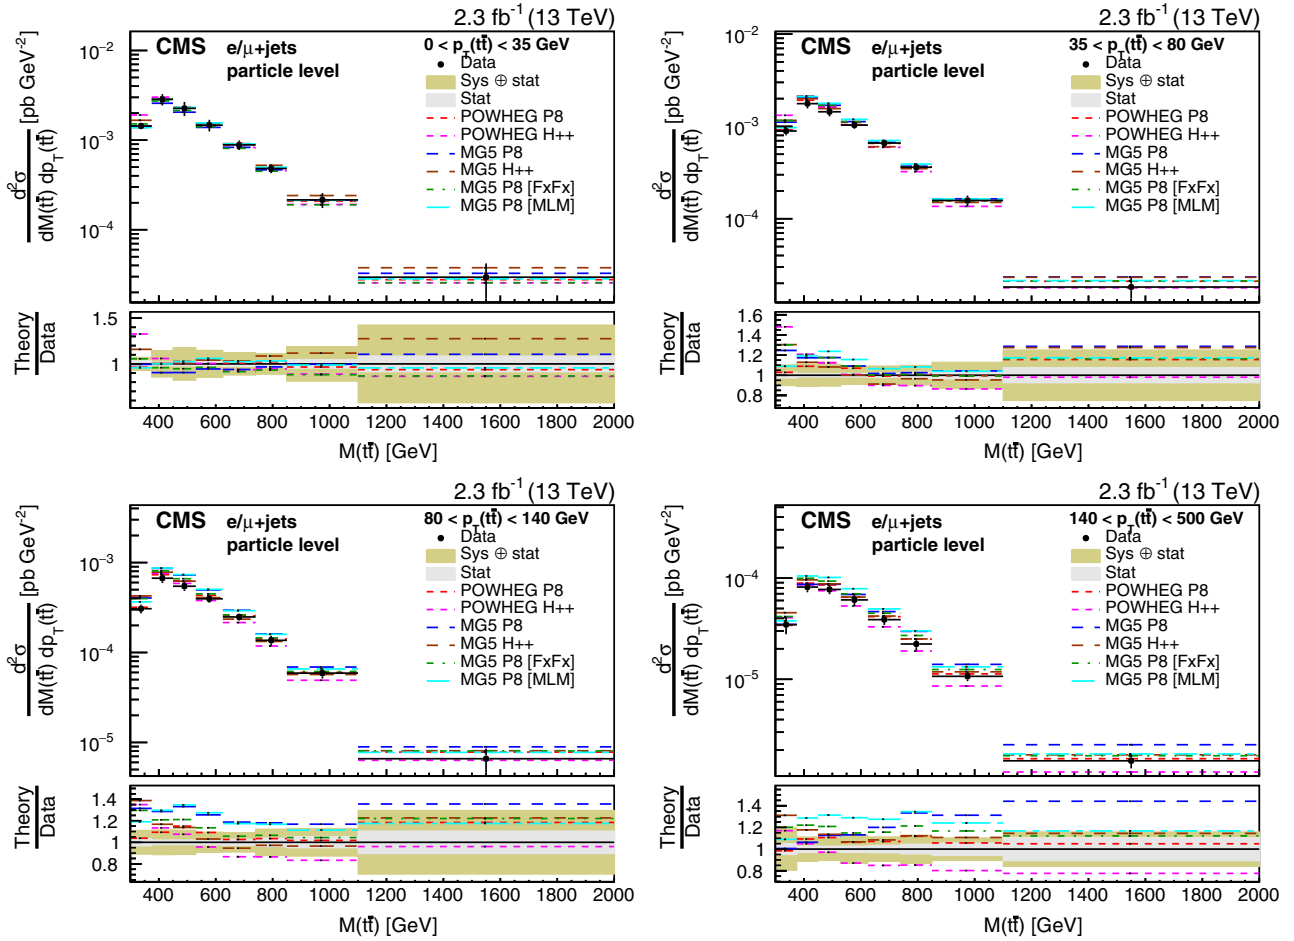 2.3 fb⁻¹ (13 TeV)
CMS e/μ+jets 0 < p_T(tt̄) < 35 GeV
particle level
Data
Sys ⊕ stat
Stat
POWHEG P8
POWHEG H++
MG5 P8
MG5 H++
MG5 P8 [FxFx]
MG5 P8 [MLM]
d²σ / dM(tt̄) dp_T(tt̄) [pb GeV⁻²]
10⁻²
10⁻³
10⁻⁴
Theory / Data
1.5
1
400 600 800 1000 1200 1400 1600 1800 2000
M(tt̄) [GeV]
2.3 fb⁻¹ (13 TeV)
CMS e/μ+jets 35 < p_T(tt̄) < 80 GeV
particle level
Data
Sys ⊕ stat
Stat
POWHEG P8
POWHEG H++
MG5 P8
MG5 H++
MG5 P8 [FxFx]
MG5 P8 [MLM]
d²σ / dM(tt̄) dp_T(tt̄) [pb GeV⁻²]
10⁻²
10⁻³
10⁻⁴
Theory / Data
1.6
1.4
1.2
1
0.8
400 600 800 1000 1200 1400 1600 1800 2000
M(tt̄) [GeV]
2.3 fb⁻¹ (13 TeV)
CMS e/μ+jets 80 < p_T(tt̄) < 140 GeV
particle level
Data
Sys ⊕ stat
Stat
POWHEG P8
POWHEG H++
MG5 P8
MG5 H++
MG5 P8 [FxFx]
MG5 P8 [MLM]
d²σ / dM(tt̄) dp_T(tt̄) [pb GeV⁻²]
10⁻³
10⁻⁴
10⁻⁵
Theory / Data
1.4
1.2
1
0.8
400 600 800 1000 1200 1400 1600 1800 2000
M(tt̄) [GeV]
2.3 fb⁻¹ (13 TeV)
CMS e/μ+jets 140 < p_T(tt̄) < 500 GeV
particle level
Data
Sys ⊕ stat
Stat
POWHEG P8
POWHEG H++
MG5 P8
MG5 H++
MG5 P8 [FxFx]
MG5 P8 [MLM]
d²σ / dM(tt̄) dp_T(tt̄) [pb GeV⁻²]
10⁻⁴
10⁻⁵
Theory / Data
1.4
1.2
1
0.8
400 600 800 1000 1200 1400 1600 1800 2000
M(tt̄) [GeV]